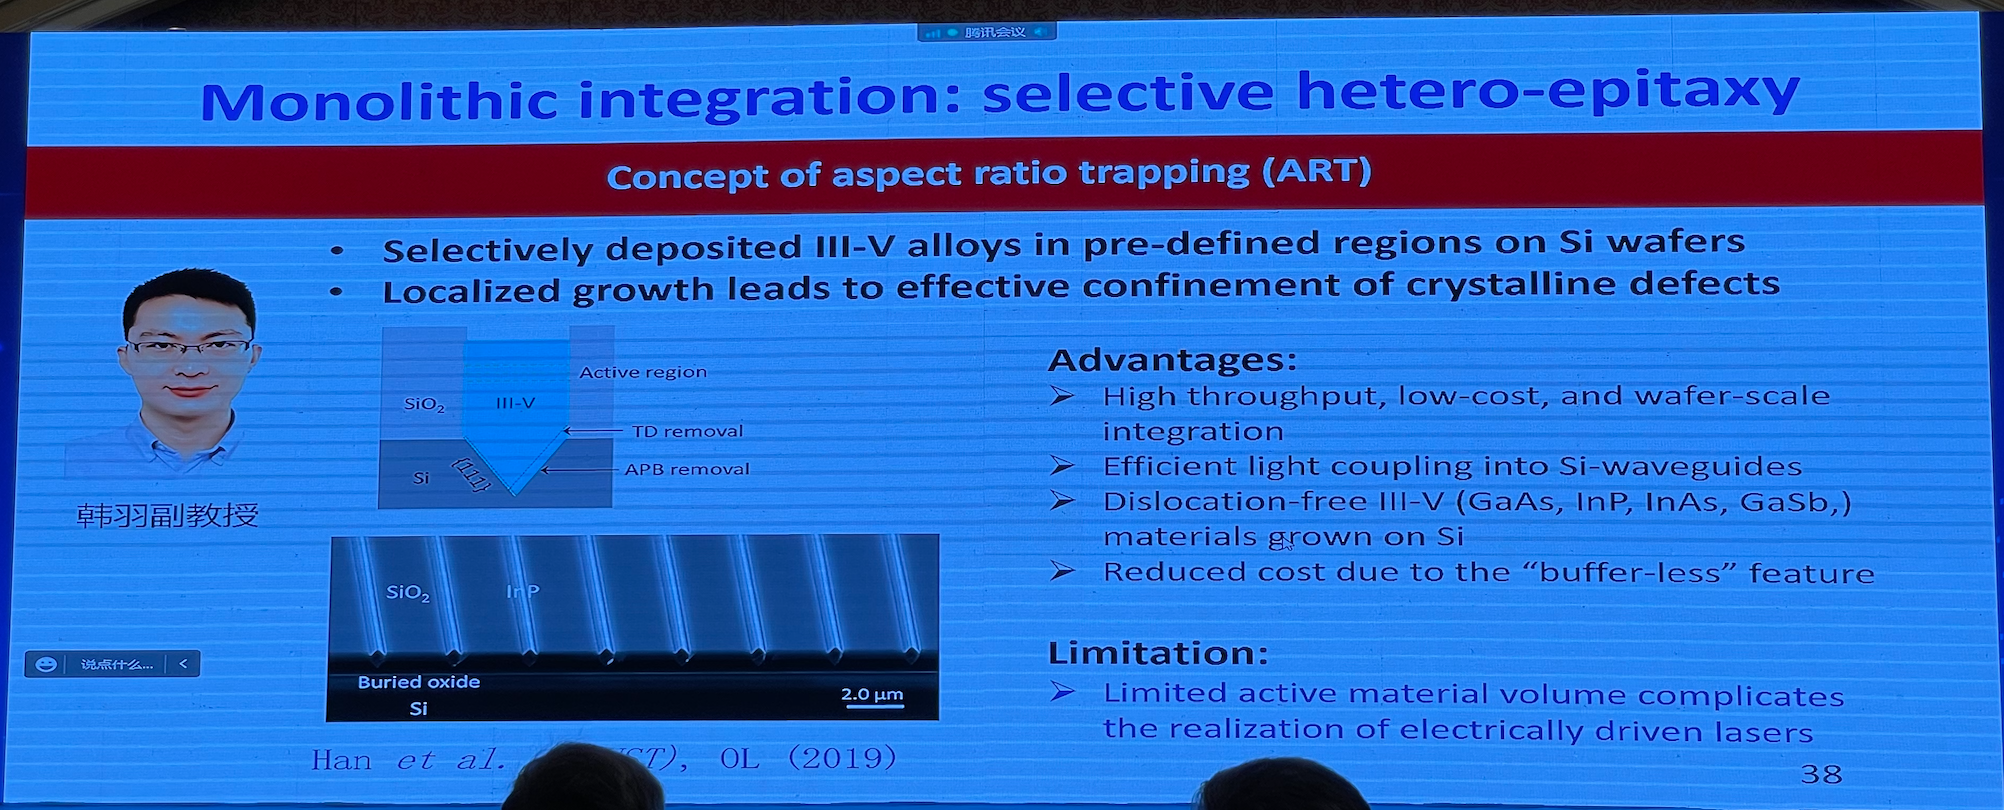 腾讯会议
Monolithic integration: selective hetero-epitaxy
Concept of aspect ratio trapping (ART)
• Selectively deposited III-V alloys in pre-defined regions on Si wafers
• Localized growth leads to effective confinement of crystalline defects
韩羽副教授
SiO₂
III-V
Active region
TD removal
Si
{111}
APB removal
SiO₂
InP
Buried oxide
Si
2.0 μm
Han et al.
T), OL (2019)
Advantages:
➢ High throughput, low-cost, and wafer-scale
integration
➢ Efficient light coupling into Si-waveguides
➢ Dislocation-free III-V (GaAs, InP, InAs, GaSb,)
materials grown on Si
➢ Reduced cost due to the “buffer-less” feature
Limitation:
➢ Limited active material volume complicates
the realization of electrically driven lasers
38
说点什么...